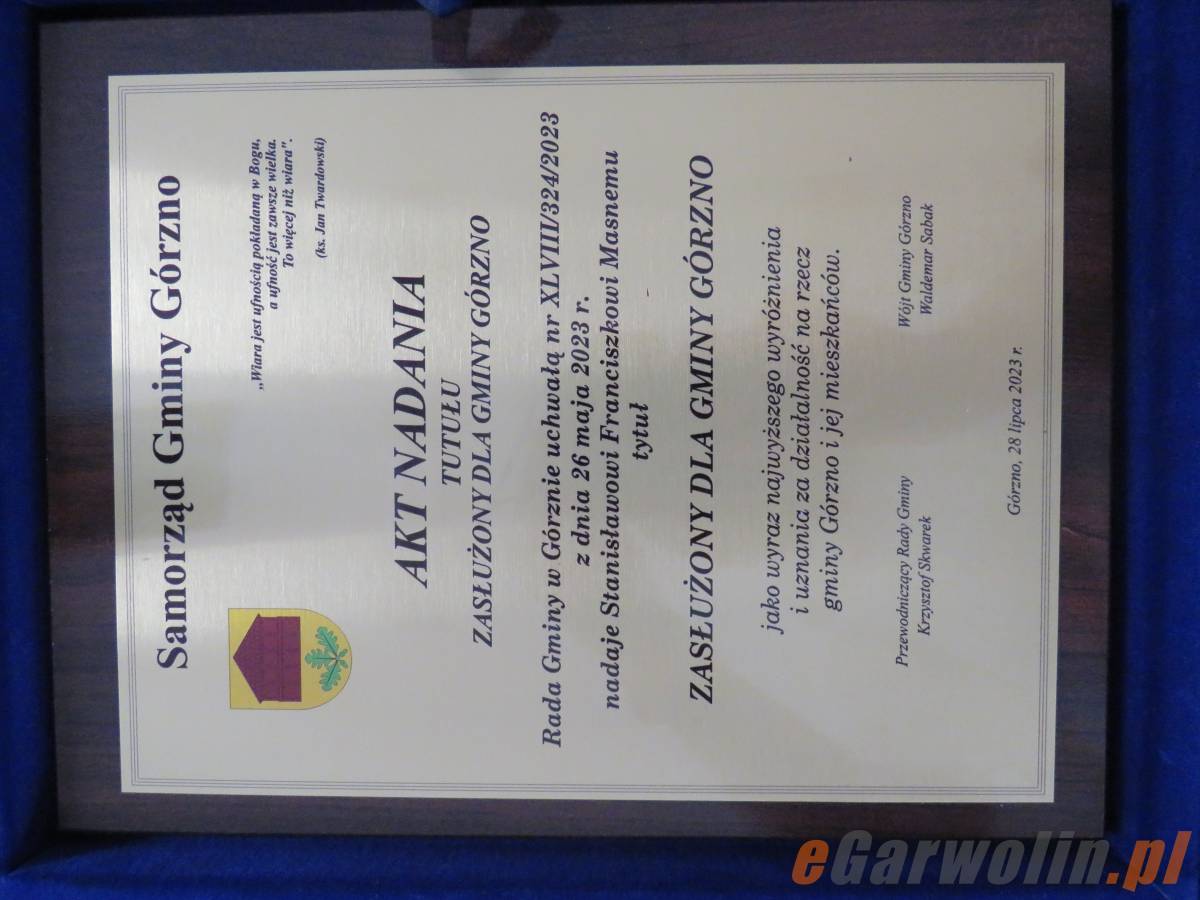 Samorząd Gminy Górzno
„Wiara jest ufnością pokładaną w Bogu,
a ufność jest zawsze wielka.
To więcej niż wiara".
(ks. Jan Twardowski)
AKT NADANIA
TUTUŁU
ZASŁUŻONY DLA GMINY GÓRZNO
Rada Gminy w Górznie uchwałą nr XLVIII/324/2023
z dnia 26 maja 2023 r.
nadaje Stanisławowi Franciszkowi Masnemu
tytuł
ZASŁUŻONY DLA GMINY GÓRZNO
jako wyraz najwyższego wyróżnienia
i uznania za działalność na rzecz
gminy Górzno i jej mieszkańców.
Przewodniczący Rady Gminy
Krzysztof Skwarek
Wójt Gminy Górzno
Waldemar Sabak
Górzno, 28 lipca 2023 r.
eGarwolin.pl